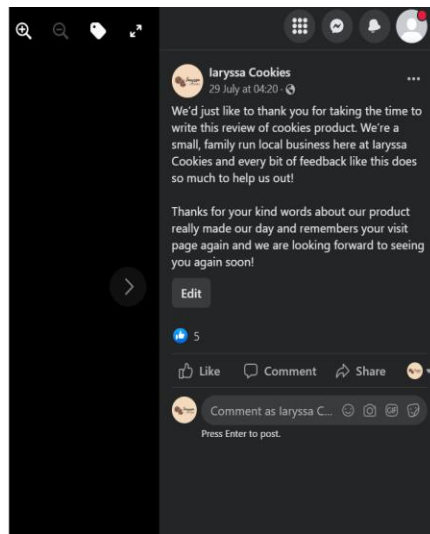 Iaryssa Cookies
29 July at 04:20 ·
We'd just like to thank you for taking the time to
write this review of cookies product. We're a
small, family run local business here at Iaryssa
Cookies and every bit of feedback like this does
so much to help us out!
Thanks for your kind words about our product
really made our day and remembers your visit
page again and we are looking forward to seeing
you again soon!
Edit
5
Like Comment Share
Comment as Iaryssa C... GIF
Press Enter to post.